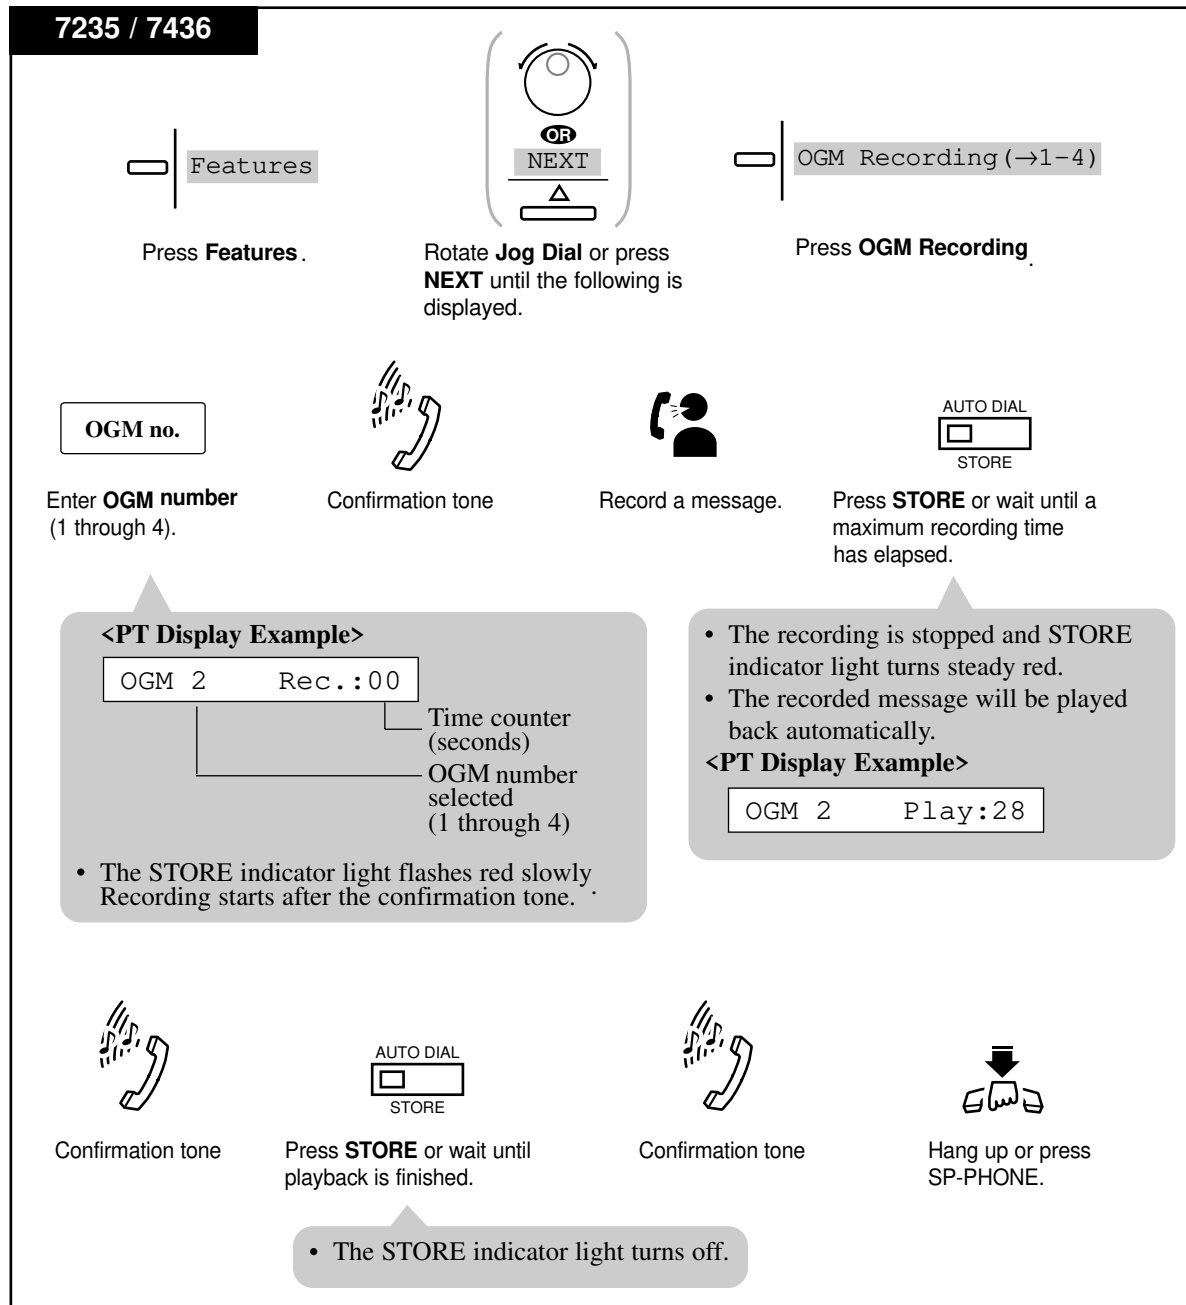 7235 / 7436
OR
NEXT
Features
OGM Recording(→1–4)
Press Features.
Rotate Jog Dial or press
NEXT until the following is
displayed.
Press OGM Recording.
OGM no.
AUTO DIAL
STORE
Enter OGM number
(1 through 4).
Confirmation tone
Record a message.
Press STORE or wait until a
maximum recording time
has elapsed.
<PT Display Example>
OGM 2 Rec.:00
Time counter
(seconds)
OGM number
selected
(1 through 4)
• The STORE indicator light flashes red slowly.
Recording starts after the confirmation tone.
• The recording is stopped and STORE
indicator light turns steady red.
• The recorded message will be played
back automatically.
<PT Display Example>
OGM 2 Play:28
AUTO DIAL
STORE
Confirmation tone
Press STORE or wait until
playback is finished.
Confirmation tone
Hang up or press
SP-PHONE.
• The STORE indicator light turns off.